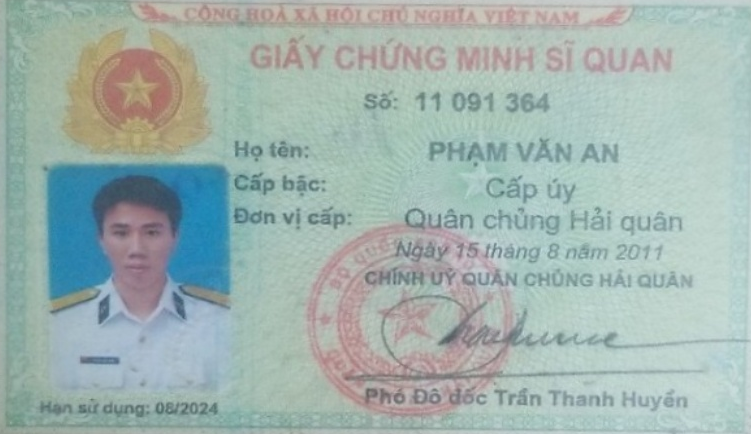 CỘNG HOÀ XÃ HỘI CHỦ NGHĨA VIỆT NAM
GIẤY CHỨNG MINH SĨ QUAN
Số: 11 091 364
Họ tên: PHẠM VĂN AN
Cấp bậc: Cấp úy
Đơn vị cấp: Quân chủng Hải quân
Ngày 15 tháng 8 năm 2011
CHÍNH UỶ QUÂN CHỦNG HẢI QUÂN
Phó Đô đốc Trần Thanh Huyền
Hạn sử dụng: 08/2024